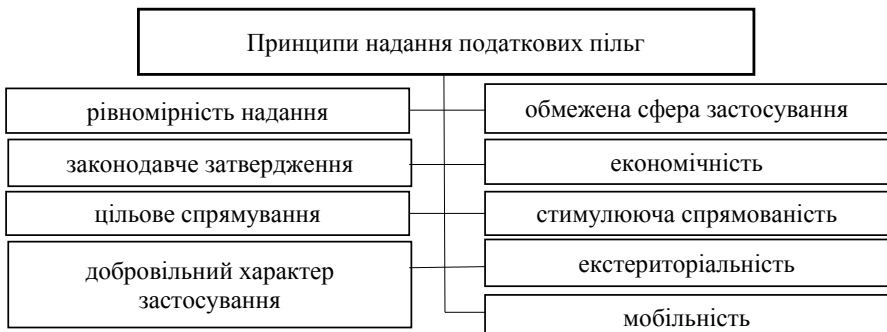 Принципи надання податкових пільг
рівномірність надання
обмежена сфера застосування
законодавче затвердження
економічність
цільове спрямування
стимулююча спрямованість
добровільний характер
застосування
екстериторіальність
мобільність